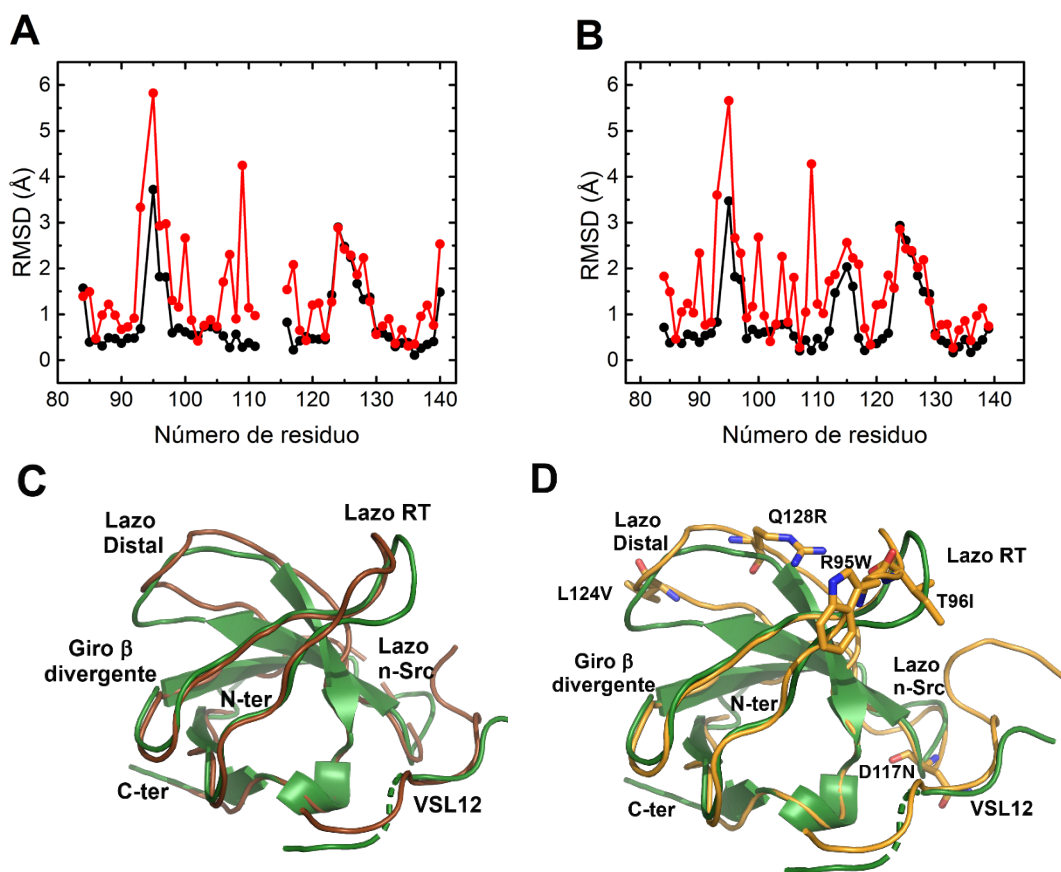 A
B
6
5
4
3
2
1
0
RMSD (Å)
80
90
100
110
120
130
140
Número de residuo
6
5
4
3
2
1
0
RMSD (Å)
80
90
100
110
120
130
140
Número de residuo
C
Lazo
Distal
Lazo RT
Giro β
divergente
Lazo
n-Src
N-ter
C-ter
VSL12
D
Lazo
Distal
Q128R
R95W
Lazo RT
L124V
T96I
Giro β
divergente
Lazo
n-Src
N-ter
D117N
C-ter
VSL12